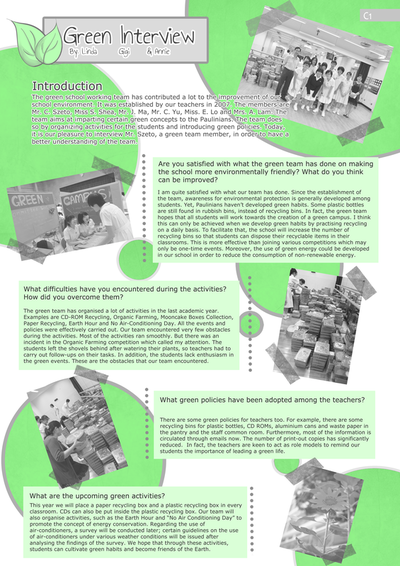 C1
Green Interview
By Linda Gigi & Annie
Introduction
The green school working team has contributed a lot to the improvement of our
school environment. It was established by our teachers in 2007. The members are
Mr. C. Szeto, Miss S. Shea, Mr. J. Ma, Mr. C. Yu, Miss. E. Lo and Mrs. A. Lam. The
team aims at imparting certain green concepts to the Paulinians. The team does
so by organizing activities for the students and introducing green policies. Today,
it is our pleasure to interview Mr. Szeto, a green team member, in order to have a
better understanding of the team.
Are you satisfied with what the green team has done on making
the school more environmentally friendly? What do you think
can be improved?
I am quite satisfied with what our team has done. Since the establishment of
the team, awareness for environmental protection is generally developed among
students. Yet, Paulinians haven't developed green habits. Some plastic bottles
are still found in rubbish bins, instead of recycling bins. In fact, the green team
hopes that all students will work towards the creation of a green campus. I think
this can only be achieved when we develop green habits by practising recycling
on a daily basis. To facilitate that, the school will increase the number of
recycling bins so that students can dispose their recyclable items in their
classrooms. This is more effective than joining various competitions which may
only be one-time events. Moreover, the use of green energy could be developed
in our school in order to reduce the consumption of non-renewable energy.
GREEN CAMP
What difficulties have you encountered during the activities?
How did you overcome them?
The green team has organised a lot of activities in the last academic year.
Examples are CD-ROM Recycling, Organic Farming, Mooncake Boxes Collection,
Paper Recycling, Earth Hour and No Air-Conditioning Day. All the events and
policies were effectively carried out. Our team encountered very few obstacles
during the activities. Most of the activities ran smoothly. But there was an
incident in the Organic Farming competition which called my attention. The
students left the shovels behind after watering their plants, so teachers had to
carry out follow-ups on their tasks. In addition, the students lack enthusiasm in
the green events. These are the obstacles that our team encountered.
What green policies have been adopted among the teachers?
There are some green policies for teachers too. For example, there are some
recycling bins for plastic bottles, CD ROMs, aluminium cans and waste paper in
the pantry and the staff common room. Furthermore, most of the information is
circulated through emails now. The number of print-out copies has significantly
reduced. In fact, the teachers are keen to act as role models to remind our
students the importance of leading a green life.
What are the upcoming green activities?
This year we will place a paper recycling box and a plastic recycling box in every
classroom. CDs can also be put inside the plastic recycling box. Our team will
also organise activities, such as the Earth Hour and "No Air Conditioning Day" to
promote the concept of energy conservation. Regarding the use of
air-conditioners, a survey will be conducted later; certain guidelines on the use
of air-conditioners under various weather conditions will be issued after
analysing the findings of the survey. We hope that through these activities,
students can cultivate green habits and become friends of the Earth.